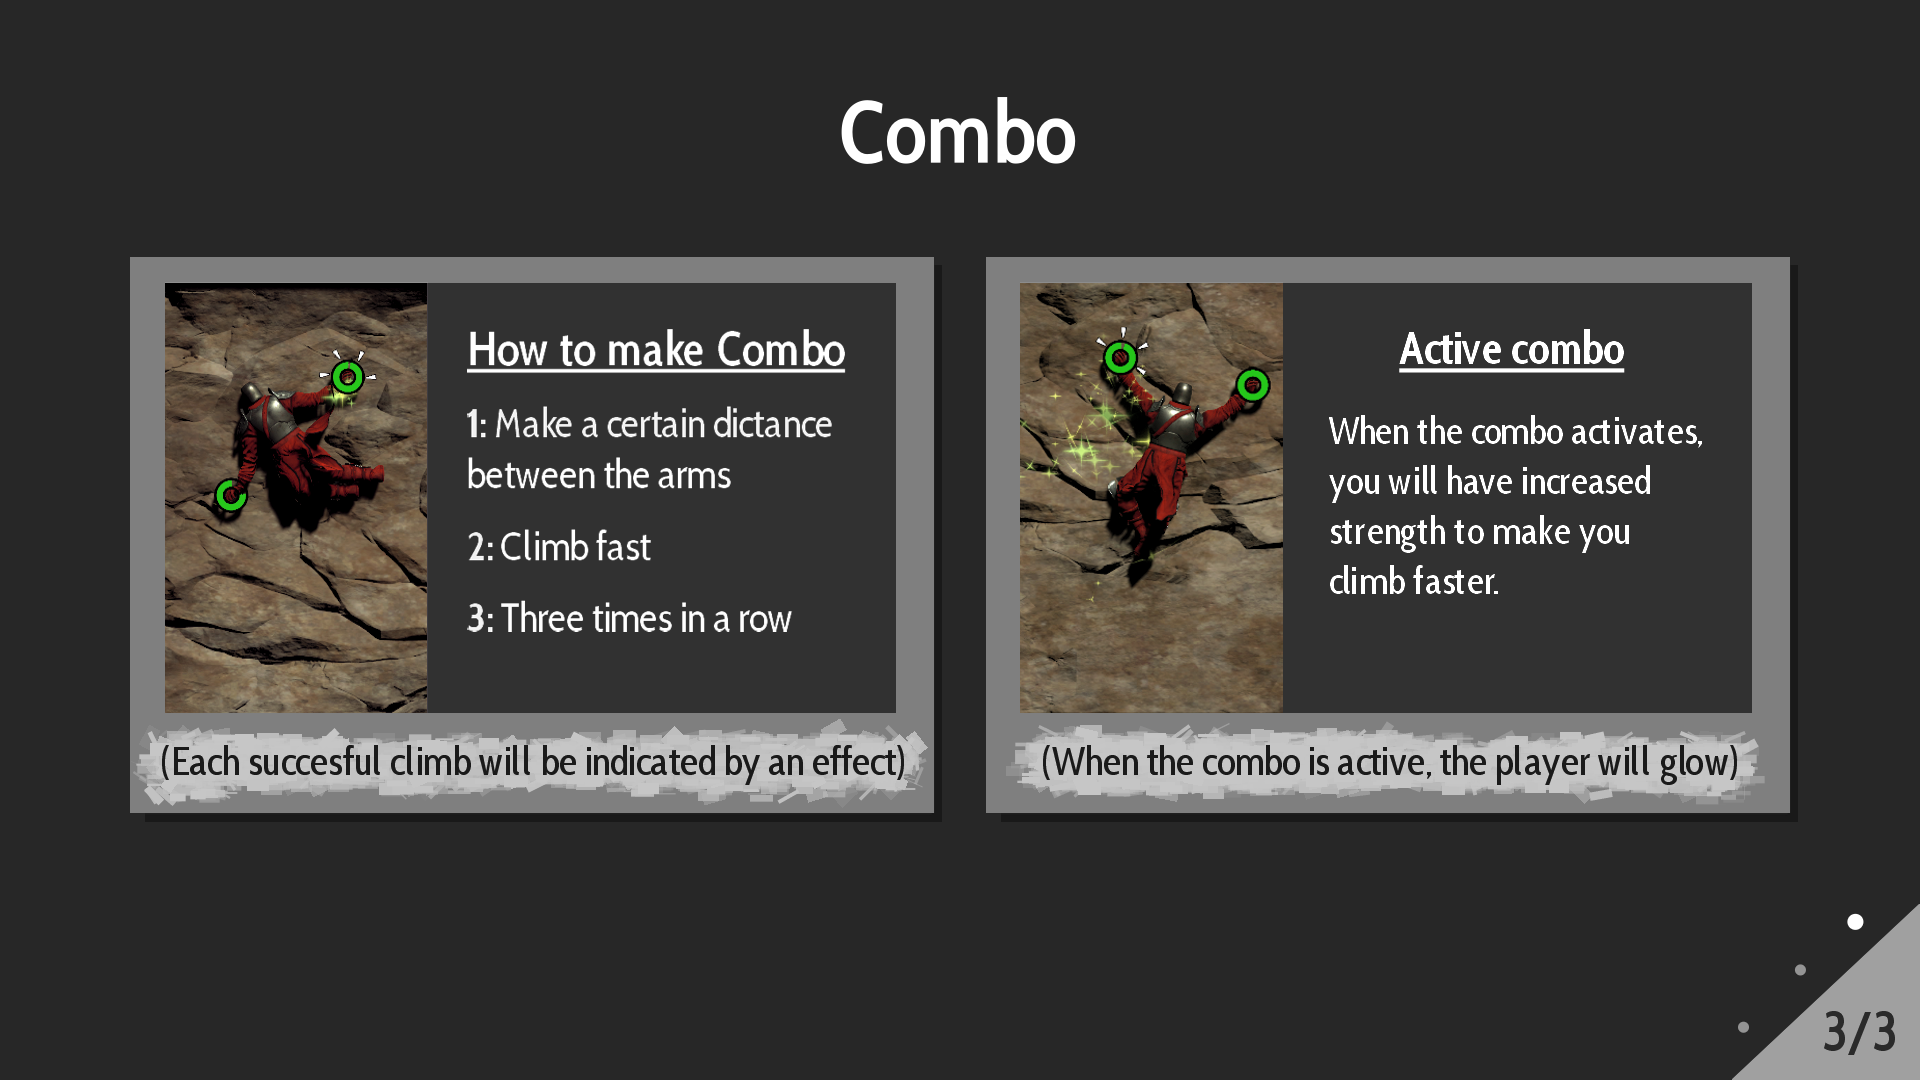 Combo
How to make Combo
1: Make a certain dictance
between the arms
2: Climb fast
3: Three times in a row
(Each succesful climb will be indicated by an effect)
Active combo
When the combo activates,
you will have increased
strength to make you
climb faster.
(When the combo is active, the player will glow)
3/3